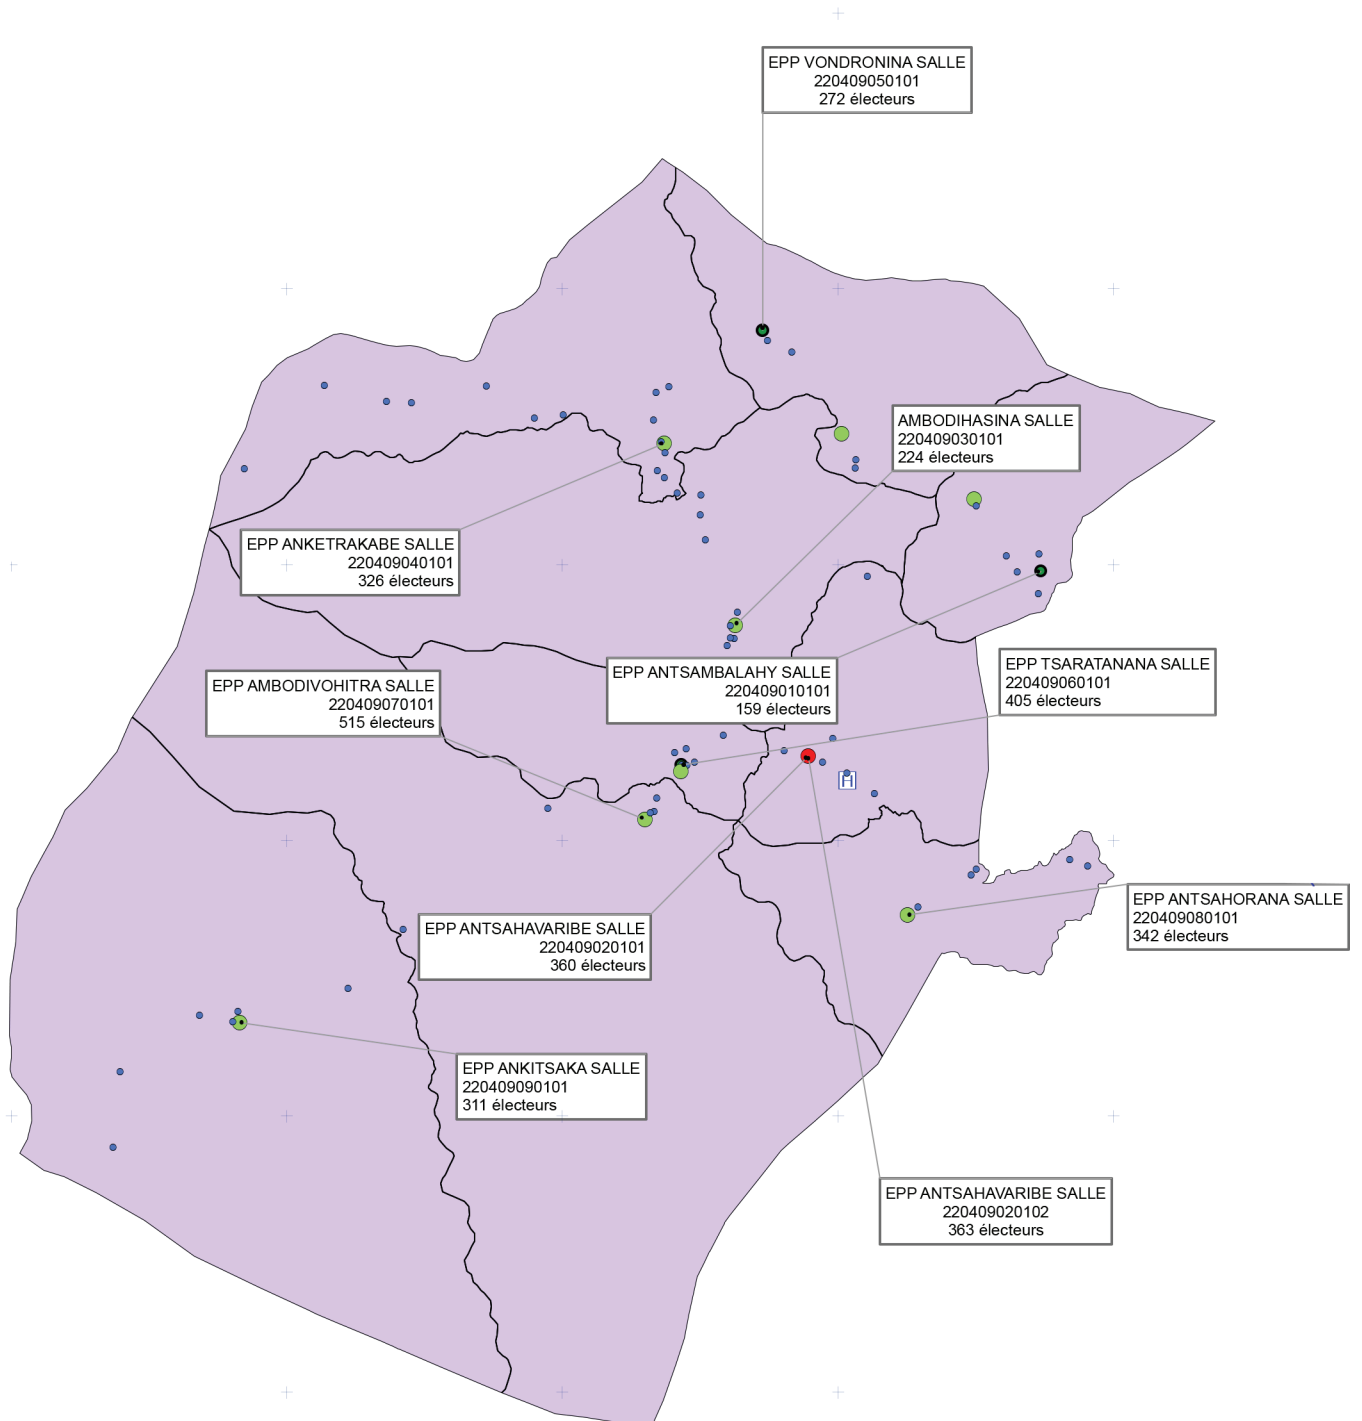 EPP VONDRONINA SALLE
220409050101
272 électeurs
AMBODIHASINA SALLE
220409030101
224 électeurs
EPP ANKETRAKABE SALLE
220409040101
326 électeurs
EPP ANTSAMBALAHY SALLE
220409010101
159 électeurs
EPP TSARATANANA SALLE
220409060101
405 électeurs
EPP AMBODIVOHITRA SALLE
220409070101
515 électeurs
H
EPP ANTSAHORANA SALLE
220409080101
342 électeurs
EPP ANTSAHAVARIBE SALLE
220409020101
360 électeurs
EPP ANKITSAKA SALLE
220409090101
311 électeurs
EPP ANTSAHAVARIBE SALLE
220409020102
363 électeurs